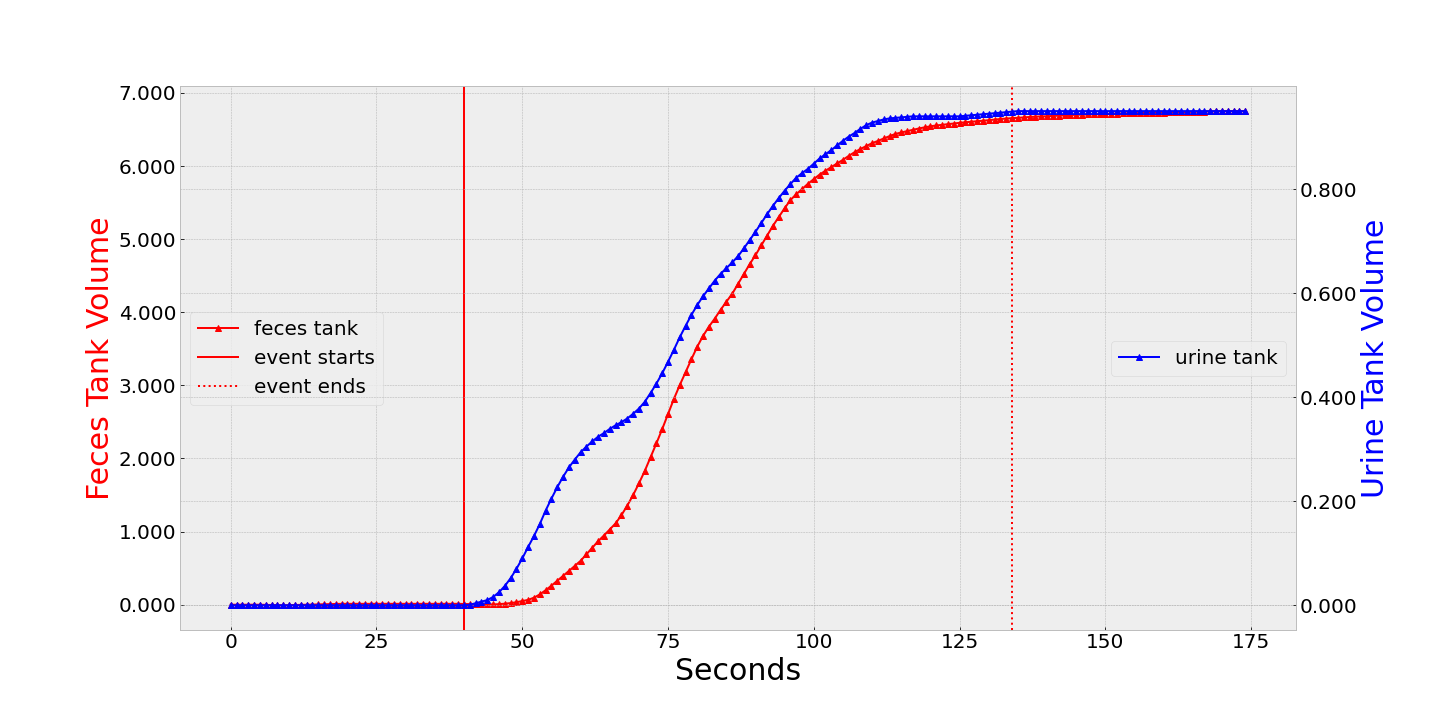 7.000
6.000
5.000
4.000
3.000
2.000
1.000
0.000
Feces Tank Volume
feces tank
event starts
event ends
urine tank
0.800
0.600
0.400
0.200
0.000
Urine Tank Volume
0 25 50 75 100 125 150 175
Seconds